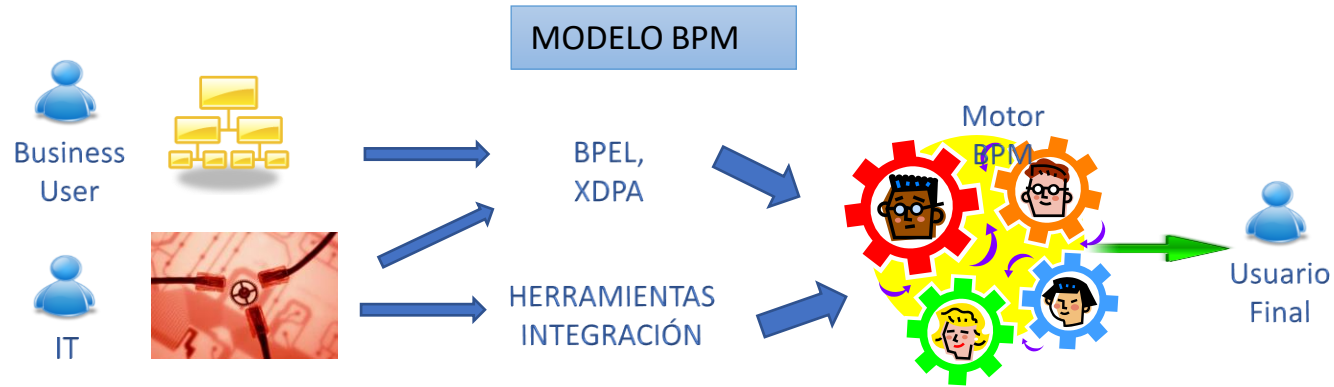 MODELO BPM
Business
User
BPEL,
XDPA
Motor
BPM
IT
HERRAMIENTAS
INTEGRACIÓN
Usuario
Final